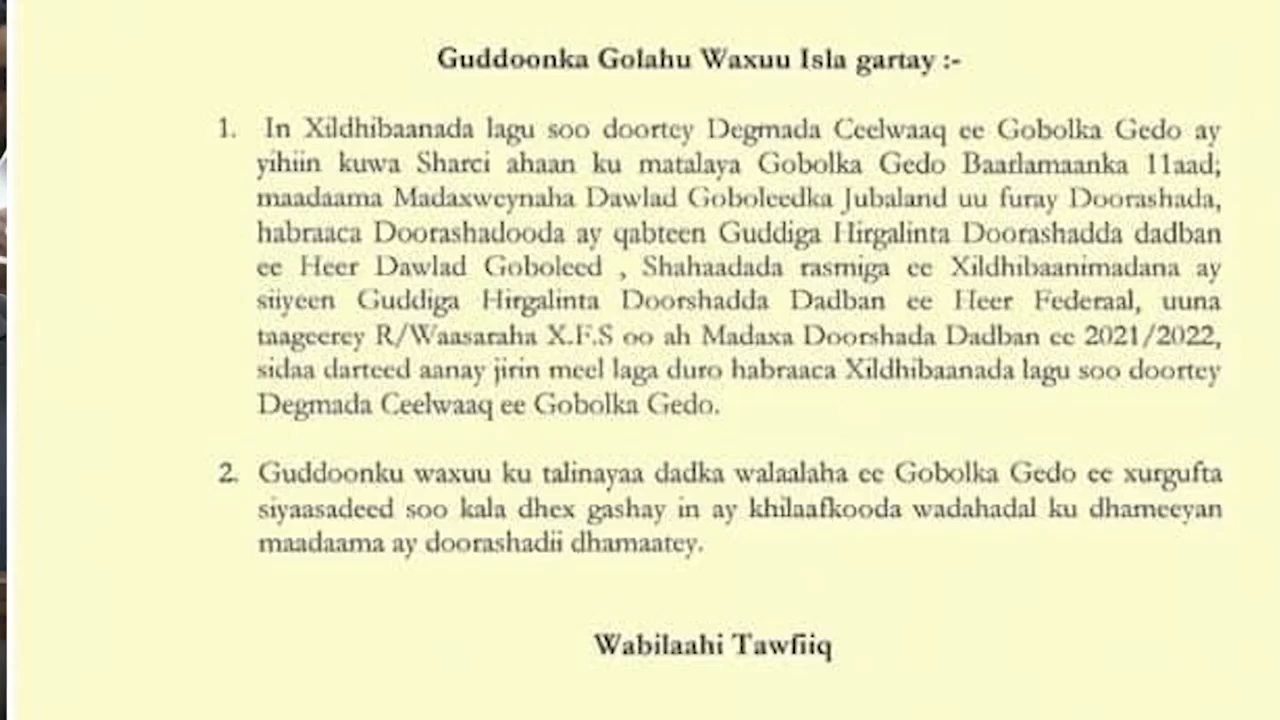 Guddoonka Golahu Waxuu Isla gartay :-
1. In Xildhibaanada lagu soo doortey Degmada Ceelwaaq ee Gobolka Gedo ay
yihiin kuwa Sharci ahaan ku matalaya Gobolka Gedo Baarlamaanka 11aad;
maadaama Madaxweynaha Dawlad Goboleedka Jubaland uu furay Doorashada,
habraaca Doorashadooda ay qabteen Guddiga Hirgalinta Doorashadda dadban
ee Heer Dawlad Goboleed , Shahaadada rasmiga ee Xildhibaanimadana ay
siiyeen Guddiga Hirgalinta Doorshadda Dadban ee Heer Federaal, uuna
taageerey R/Waasaraha X.F.S oo ah Madaxa Doorshada Dadban ee 2021/2022,
sidaa darteed aanay jirin meel laga duro habraaca Xildhibaanada lagu soo doortey
Degmada Ceelwaaq ee Gobolka Gedo.
2. Guddoonku waxuu ku talinayaa dadka walaalaha ee Gobolka Gedo ee xurgufta
siyaasadeed soo kala dhex gashay in ay khilaafkooda wadahadal ku dhameeyan
maadaama ay doorashadii dhamaatey.
Wabilaahi Tawfiiq